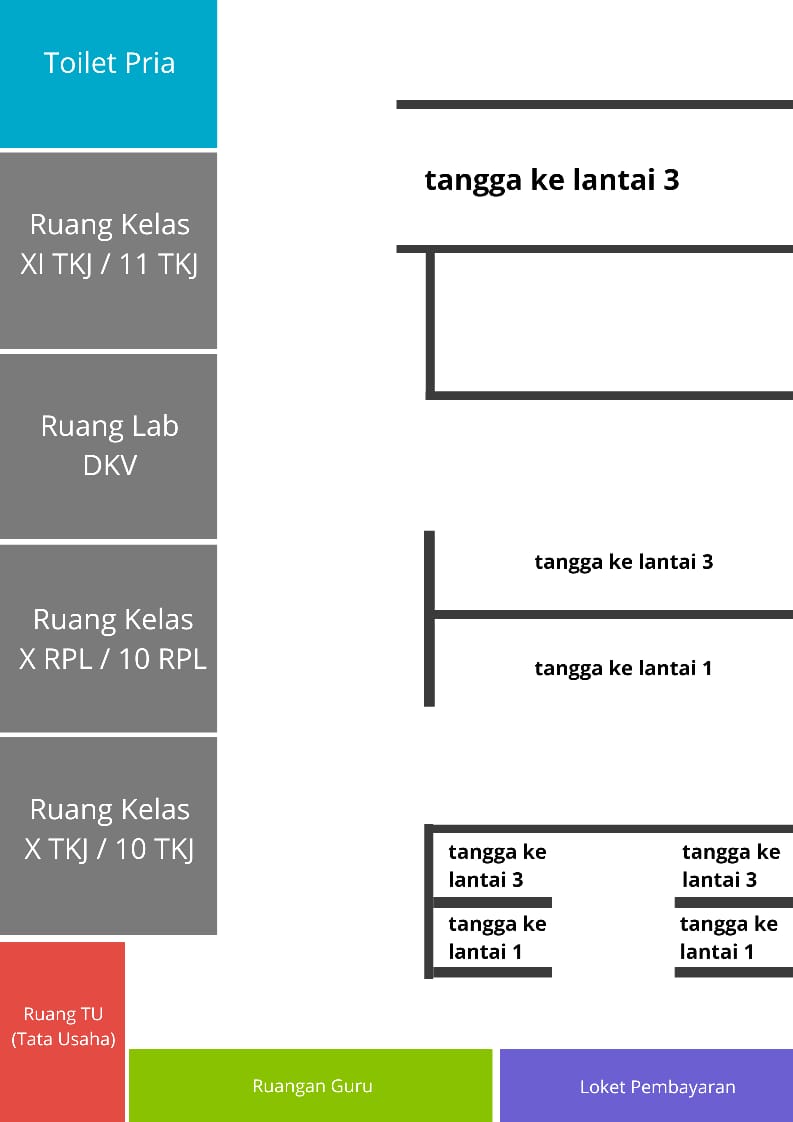 Toilet Pria
tangga ke lantai 3
Ruang Kelas
XI TKJ / 11 TKJ
Ruang Lab
DKV
tangga ke lantai 3
Ruang Kelas
X RPL / 10 RPL
tangga ke lantai 1
Ruang Kelas
X TKJ / 10 TKJ
tangga ke
lantai 3
tangga ke
lantai 3
tangga ke
lantai 1
tangga ke
lantai 1
Ruang TU
(Tata Usaha)
Ruangan Guru
Loket Pembayaran